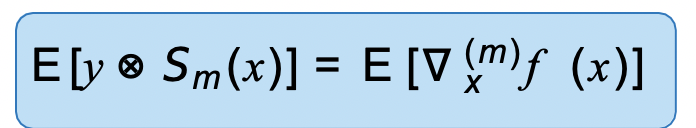 E[y ⊗ S_m(x)] = E [∇_x^(m) f (x)]